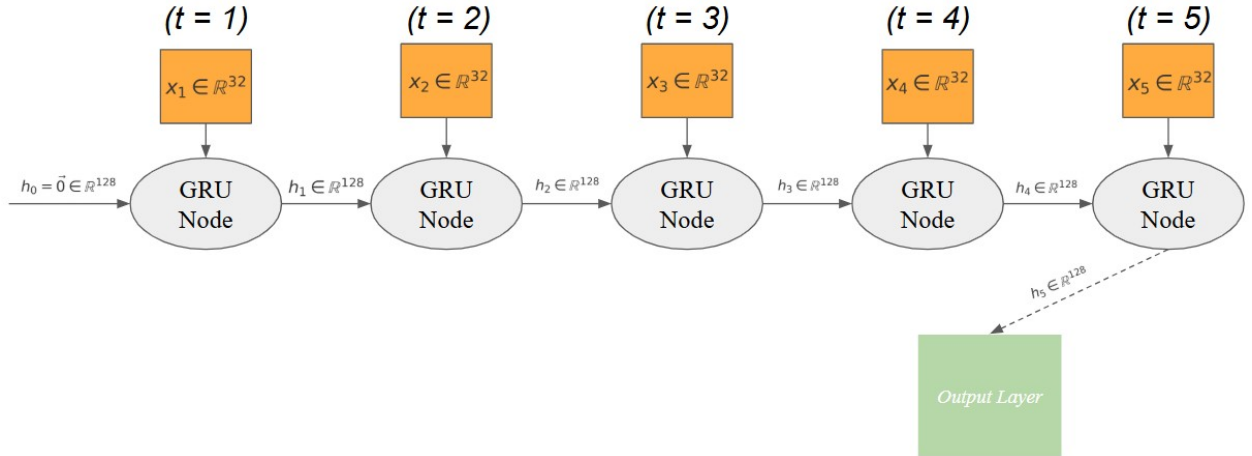 (t = 1) (t = 2) (t = 3) (t = 4) (t = 5)
x₁ ∈ ℝ³² x₂ ∈ ℝ³² x₃ ∈ ℝ³² x₄ ∈ ℝ³² x₅ ∈ ℝ³²
h₀ = 0⃗ ∈ ℝ¹²⁸
GRU
Node
h₁ ∈ ℝ¹²⁸
GRU
Node
h₂ ∈ ℝ¹²⁸
GRU
Node
h₃ ∈ ℝ¹²⁸
GRU
Node
h₄ ∈ ℝ¹²⁸
GRU
Node
h₅ ∈ ℝ¹²⁸
Output Layer